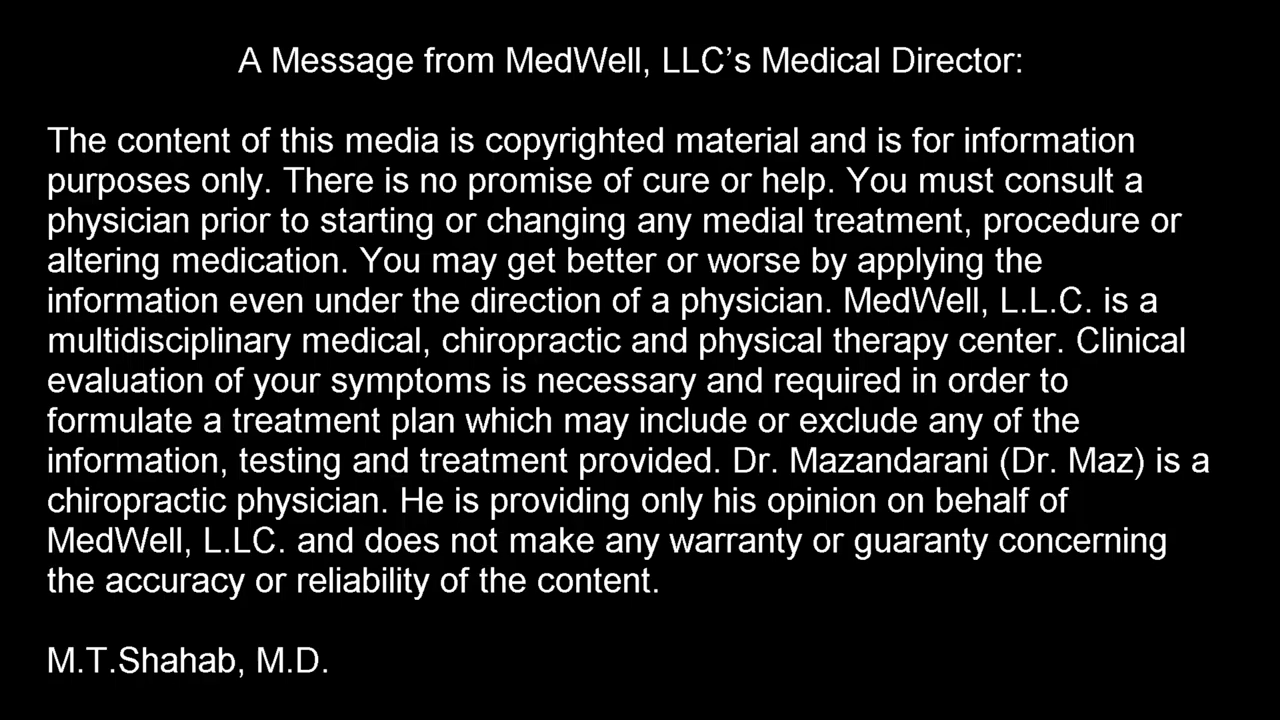 A Message from MedWell, LLC’s Medical Director:
The content of this media is copyrighted material and is for information
purposes only. There is no promise of cure or help. You must consult a
physician prior to starting or changing any medial treatment, procedure or
altering medication. You may get better or worse by applying the
information even under the direction of a physician. MedWell, L.L.C. is a
multidisciplinary medical, chiropractic and physical therapy center. Clinical
evaluation of your symptoms is necessary and required in order to
formulate a treatment plan which may include or exclude any of the
information, testing and treatment provided. Dr. Mazandarani (Dr. Maz) is a
chiropractic physician. He is providing only his opinion on behalf of
MedWell, L.LC. and does not make any warranty or guaranty concerning
the accuracy or reliability of the content.
M.T.Shahab, M.D.